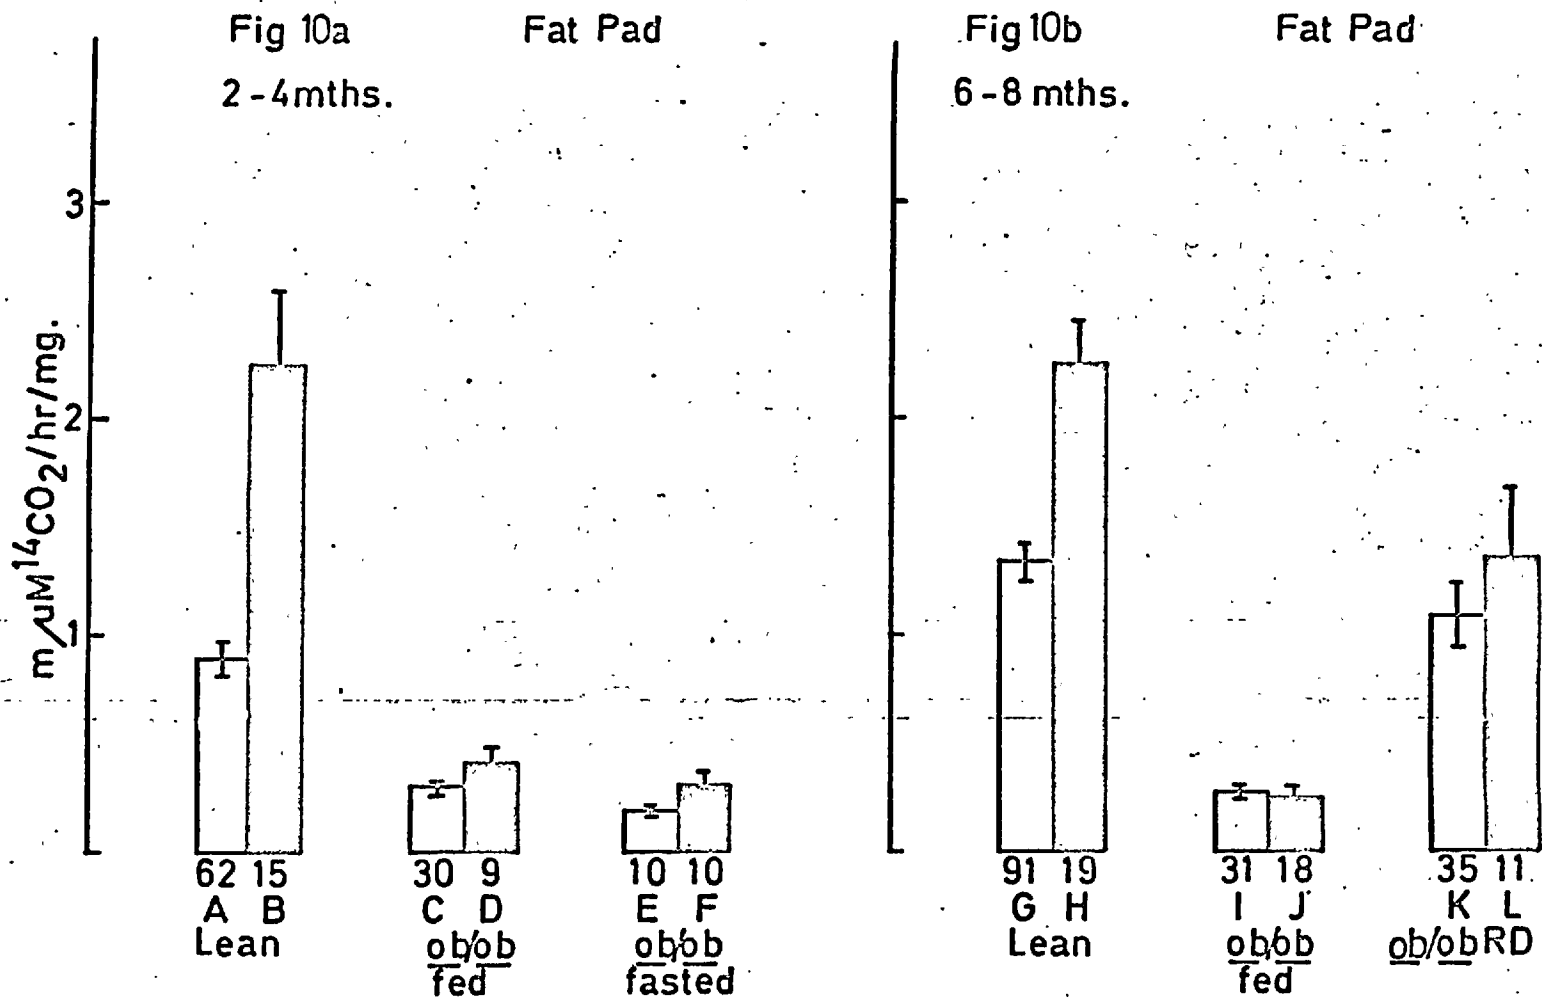 Fig 10a Fat Pad
2-4mths.
3
2
1
m/uM14CO2/hr/mg.
62 15 30 9 10 10
A B C D E F
Lean ob/ob ob/ob
fed fasted
Fig 10b Fat Pad
6-8 mths.
91 19 31 18 35 11
G H I J K L
Lean ob/ob ob/ob RD
fed